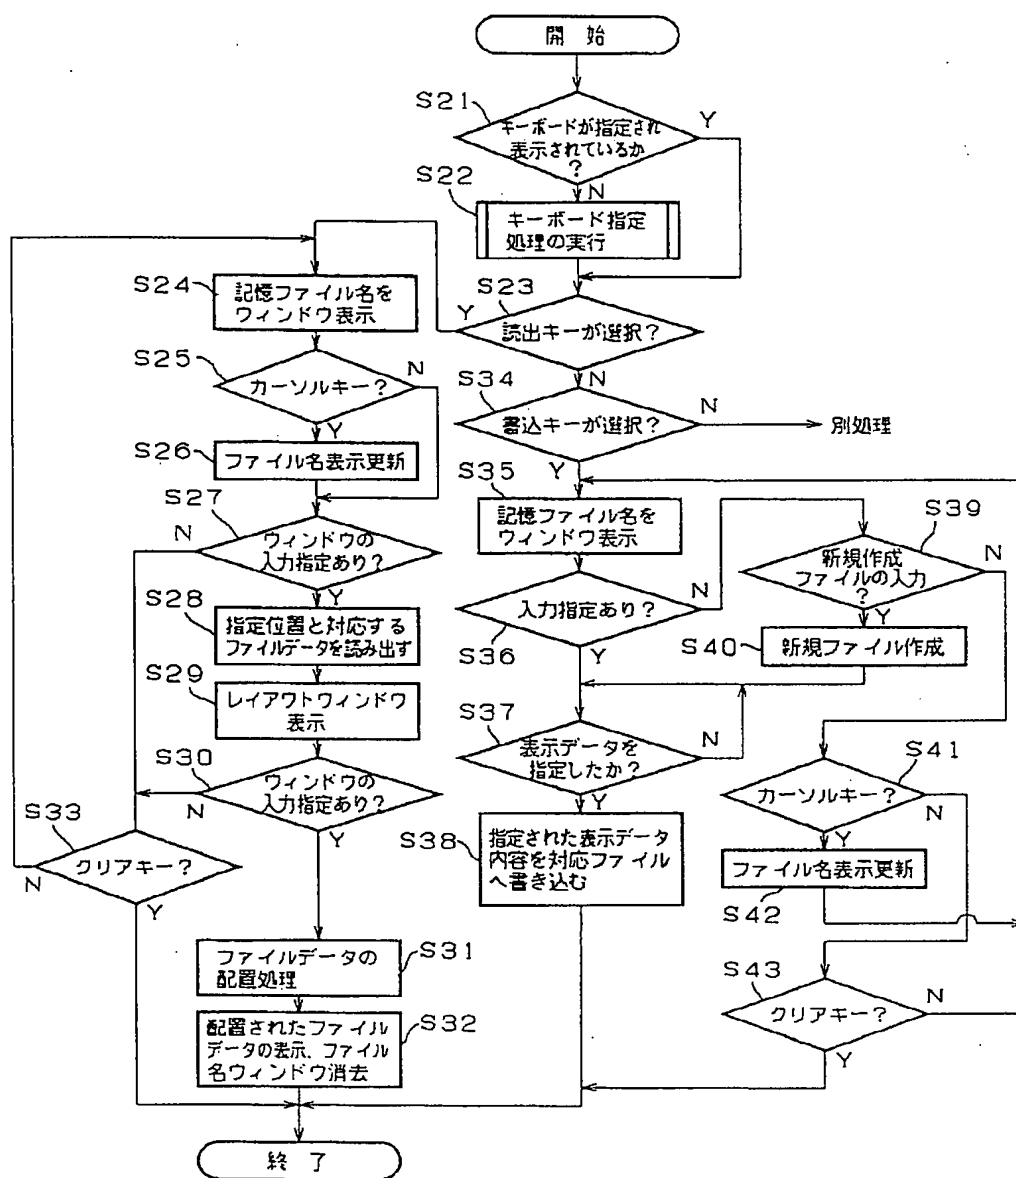 開始
S21
キーボードが指定され
表示されているか
?
Y
N
S22
キーボード指定
処理の実行
S23
読出キーが選択?
Y
N
S24
記憶ファイル名を
ウィンドウ表示
S25
カーソルキー?
N
Y
S26
ファイル名表示更新
S27
ウィンドウの
入力指定あり?
N
Y
S28
指定位置と対応する
ファイルデータを読み出す
S29
レイアウトウィンドウ
表示
S30
ウィンドウの
入力指定あり?
N
Y
S33
クリアキー?
N
Y
S31
ファイルデータの
配置処理
S32
配置されたファイル
データの表示、ファイル
名ウィンドウ消去
S34
書込キーが選択?
N
別処理
Y
S35
記憶ファイル名を
ウィンドウ表示
S36
入力指定あり?
N
Y
S37
表示データを
指定したか?
N
Y
S38
指定された表示データ
内容を対応ファイル
へ書き込む
S39
新規作成
ファイルの入力
?
N
Y
S40
新規ファイル作成
S41
カーソルキー?
N
Y
ファイル名表示更新
S42
S43
クリアキー?
N
Y
終了